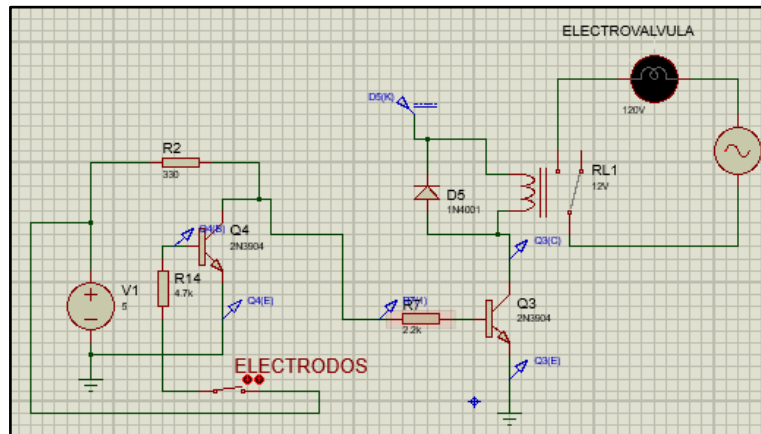 ELECTROVALVULA
D5(K)
120V
R2
330
RL1
12V
D5
1N4001
Q4(B)
Q4
2N3904
Q3(C)
R14
4.7k
V1
5
Q4(E)
R7
2.2k
Q3
2N3904
ELECTRODOS
Q3(E)